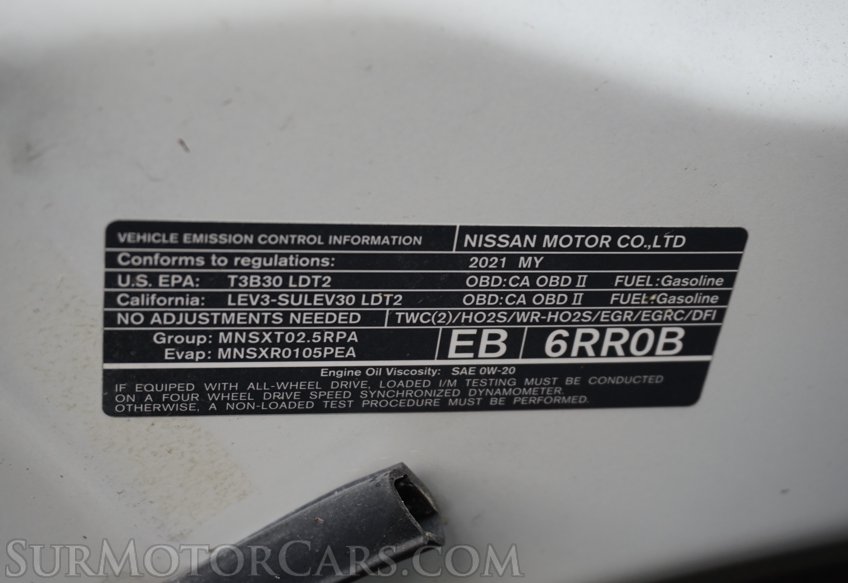 VEHICLE EMISSION CONTROL INFORMATION NISSAN MOTOR CO.,LTD
Conforms to regulations: 2021 MY
U.S. EPA: T3B30 LDT2 OBD:CA OBD II FUEL:Gasoline
California: LEV3-SULEV30 LDT2 OBD:CA OBD II FUEL:Gasoline
NO ADJUSTMENTS NEEDED TWC(2)/HO2S/WR-HO2S/EGR/EGRC/DFI
Group: MNSXT02.5RPA
Evap: MNSXR0105PEA
EB 6RR0B
Engine Oil Viscosity: SAE 0W-20
IF EQUIPED WITH ALL-WHEEL DRIVE, LOADED I/M TESTING MUST BE CONDUCTED
ON A FOUR WHEEL DRIVE SPEED SYNCHRONIZED DYNAMOMETER.
OTHERWISE, A NON-LOADED TEST PROCEDURE MUST BE PERFORMED.
SurMotorCars.com